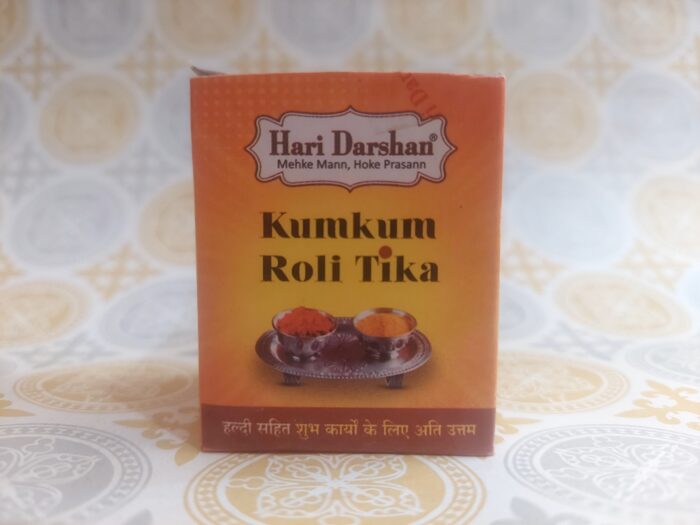 Hari Darshan®
Mehke Mann, Hoke Prasann
Kumkum
Roli Tika
हल्दी सहित शुभ कार्यों के लिए अति उत्तम